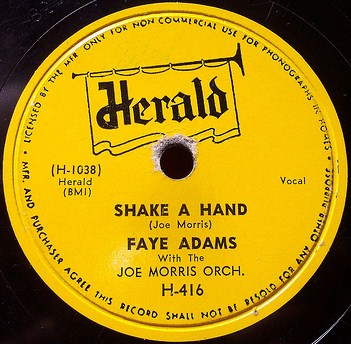 • LICENSED BY THE MFR ONLY FOR NON COMMERCIAL USE FOR PHONOGRAPHS IN HOMES •
Herald
(H-1038)
Herald
(BMI)
Vocal
SHAKE A HAND
(Joe Morris)
FAYE ADAMS
With The
JOE MORRIS ORCH.
H-416
• MFR. AND PURCHASER AGREE THIS RECORD SHALL NOT BE RESOLD FOR ANY OTHER PURPOSE •